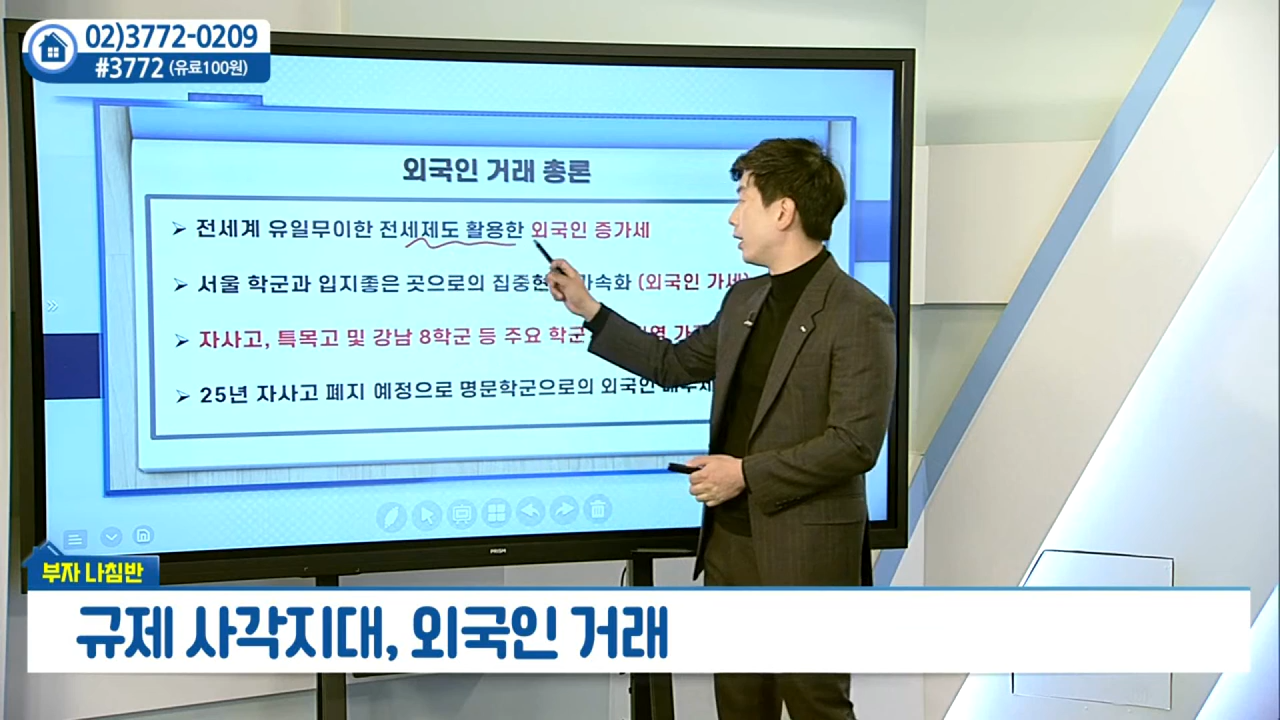 02)3772-0209
#3772 (유료100원)
외국인 거래 총론
➢ 전세계 유일무이한 전세제도 활용한 외국인 증가세
➢ 서울 학군과 입지좋은 곳으로의 집중현 가속화 (외국인 가세)
➢ 자사고, 특목고 및 강남 8학군 등 주요 학군
➢ 25년 자사고 폐지 예정으로 명문학군으로의 외국인
PRISM
부자 나침반
규제 사각지대, 외국인 거래